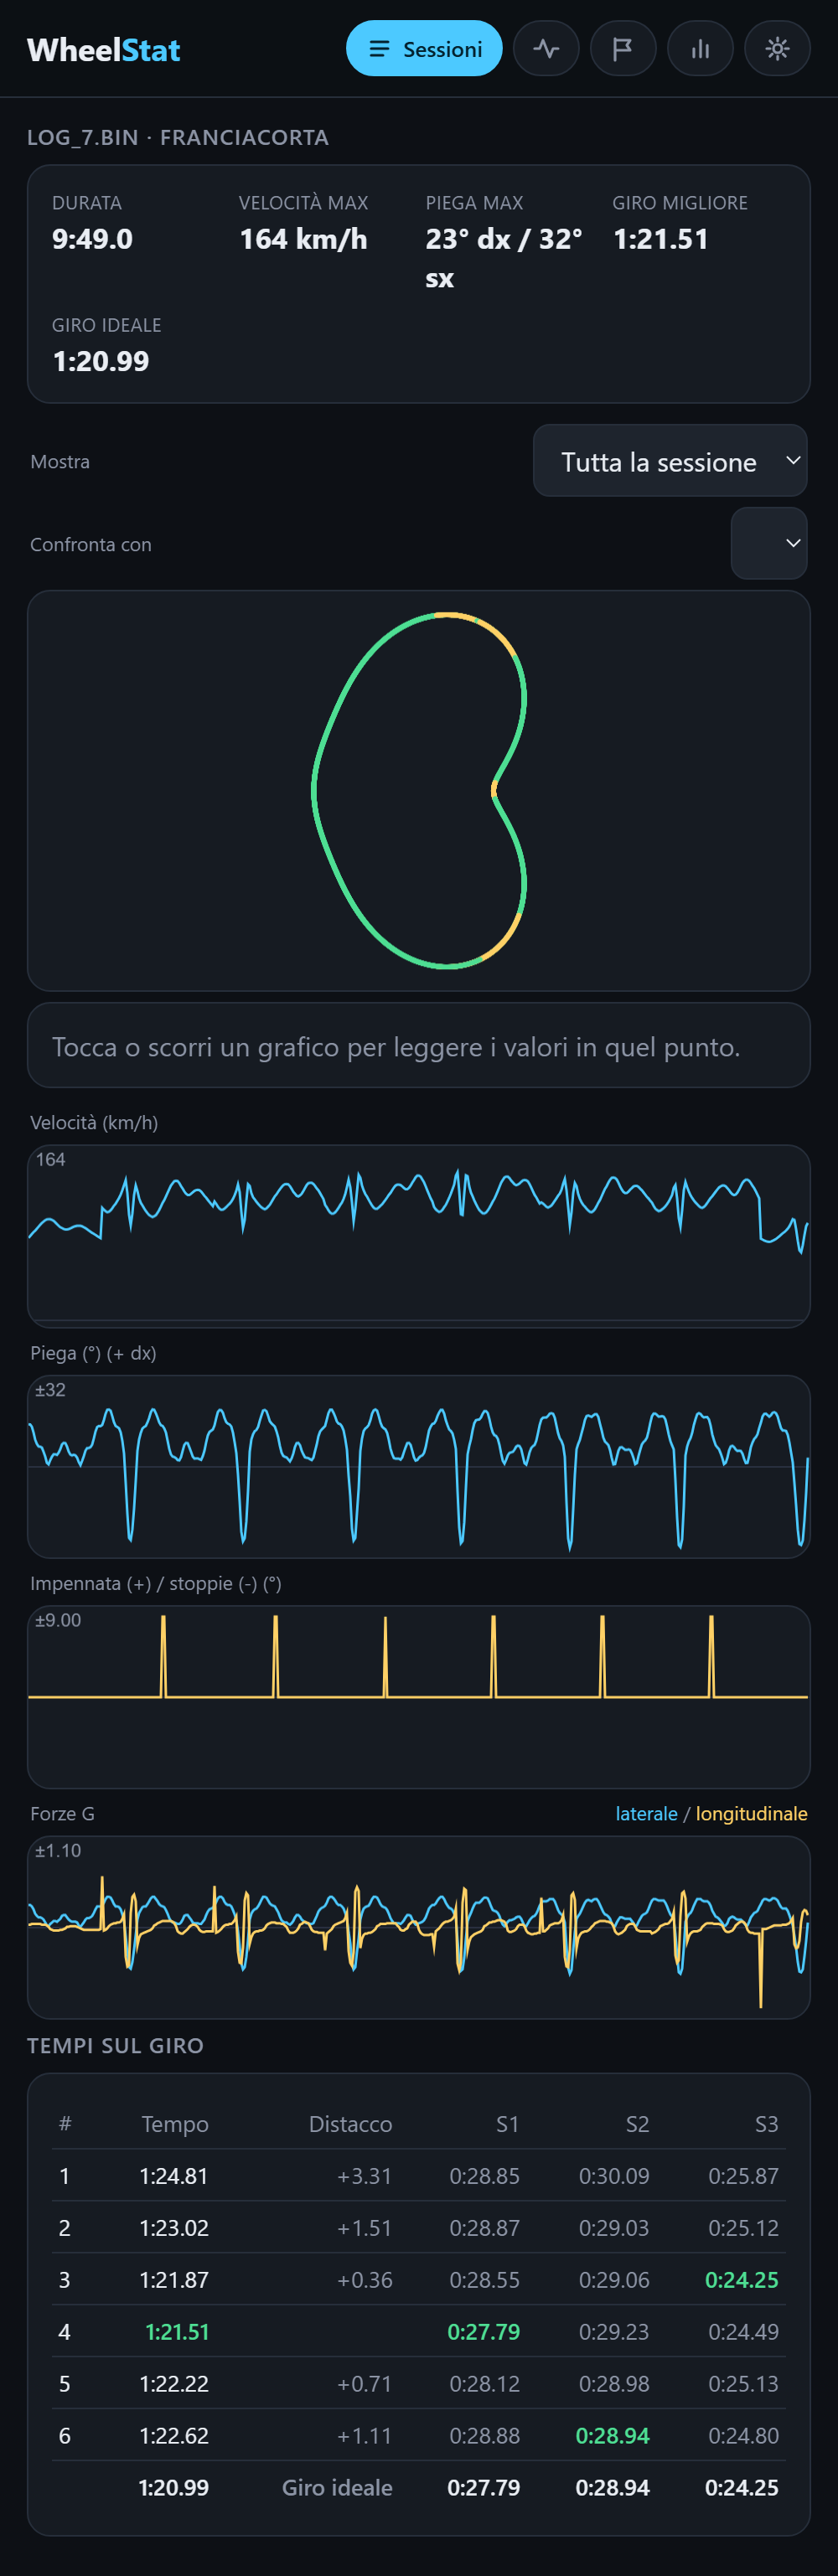 WheelStat
Sessioni
LOG_7.BIN · FRANCIACORTA
DURATA VELOCITÀ MAX PIEGA MAX GIRO MIGLIORE
9:49.0 164 km/h 23° dx / 32° sx 1:21.51
GIRO IDEALE
1:20.99
Mostra Tutta la sessione
Confronta con
Tocca o scorri un grafico per leggere i valori in quel punto.
Velocità (km/h)
164
Piega (°) (+ dx)
±32
Impennata (+) / stoppie (-) (°)
±9.00
Forze G laterale / longitudinale
±1.10
TEMPI SUL GIRO
# Tempo Distacco S1 S2 S3
1 1:24.81 +3.31 0:28.85 0:30.09 0:25.87
2 1:23.02 +1.51 0:28.87 0:29.03 0:25.12
3 1:21.87 +0.36 0:28.55 0:29.06 0:24.25
4 1:21.51 0:27.79 0:29.23 0:24.49
5 1:22.22 +0.71 0:28.12 0:28.98 0:25.13
6 1:22.62 +1.11 0:28.88 0:28.94 0:24.80
1:20.99 Giro ideale 0:27.79 0:28.94 0:24.25